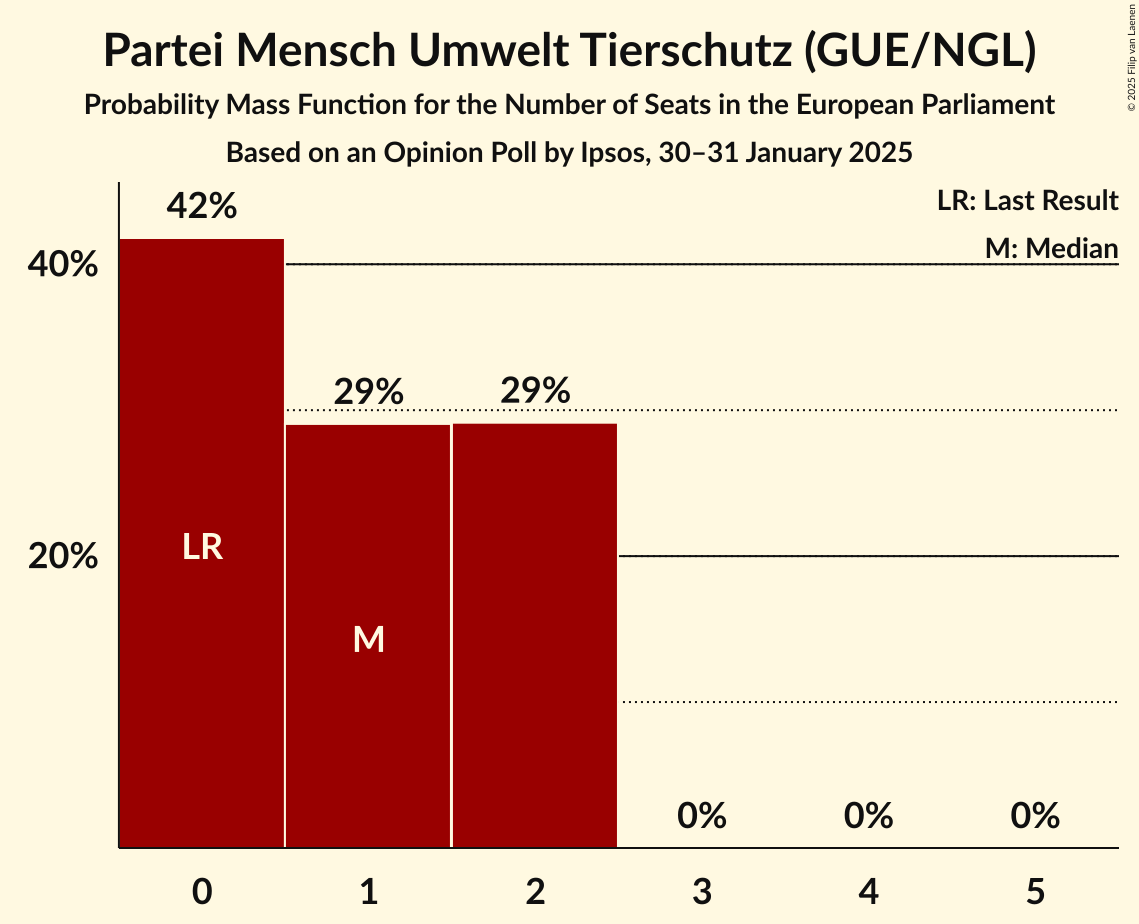 Partei Mensch Umwelt Tierschutz (GUE/NGL)
Probability Mass Function for the Number of Seats in the European Parliament
Based on an Opinion Poll by Ipsos, 30–31 January 2025
© 2025 Filip van Laenen
LR: Last Result
M: Median
42%
40%
29%
29%
LR
20%
M
0%
0%
0%
0
1
2
3
4
5